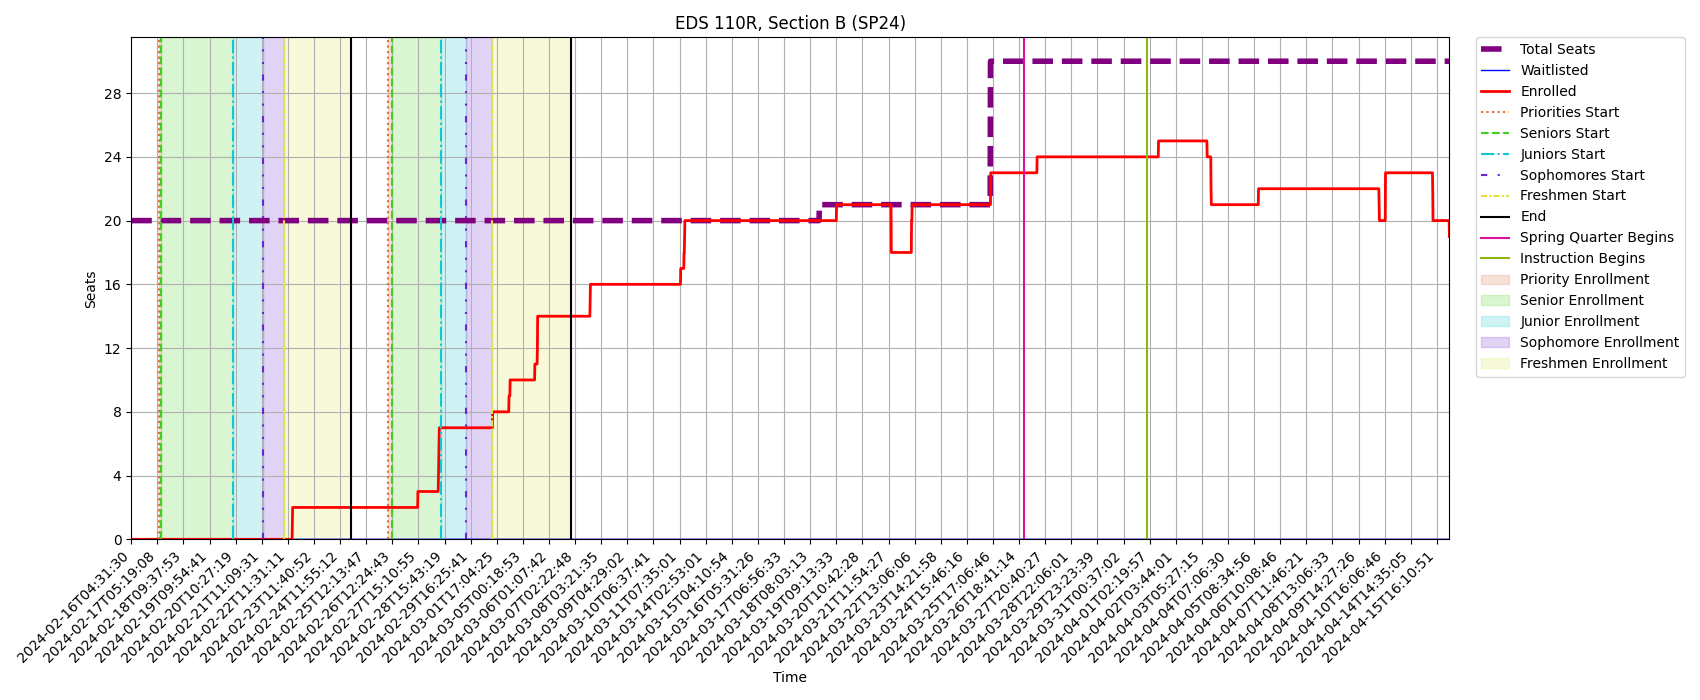 EDS 110R, Section B (SP24)
Total Seats
Waitlisted
Enrolled
Priorities Start
Seniors Start
Juniors Start
Sophomores Start
Freshmen Start
End
Spring Quarter Begins
Instruction Begins
Priority Enrollment
Senior Enrollment
Junior Enrollment
Sophomore Enrollment
Freshmen Enrollment
Seats
28
24
20
16
12
8
4
0
2024-02-16T04:31:30
2024-02-17T05:19:08
2024-02-18T09:37:53
2024-02-19T09:54:41
2024-02-20T10:27:19
2024-02-21T11:09:31
2024-02-22T11:31:11
2024-02-23T11:40:52
2024-02-24T11:55:12
2024-02-25T12:13:47
2024-02-26T12:24:43
2024-02-27T15:10:55
2024-02-28T15:43:19
2024-02-29T16:25:41
2024-03-01T17:04:25
2024-03-05T00:18:53
2024-03-06T01:07:42
2024-03-07T02:22:48
2024-03-08T03:21:35
2024-03-09T04:29:02
2024-03-10T06:37:41
2024-03-11T07:35:01
2024-03-14T02:53:01
2024-03-15T04:10:54
2024-03-16T05:31:26
2024-03-17T06:56:33
2024-03-18T08:03:13
2024-03-19T09:13:33
2024-03-20T10:42:28
2024-03-21T11:54:27
2024-03-22T13:06:06
2024-03-23T14:21:58
2024-03-24T15:46:16
2024-03-25T17:06:46
2024-03-26T18:41:14
2024-03-27T20:40:27
2024-03-28T22:06:01
2024-03-29T23:23:39
2024-03-31T00:37:02
2024-04-01T02:19:57
2024-04-02T03:44:01
2024-04-03T05:27:15
2024-04-04T07:06:30
2024-04-05T08:34:56
2024-04-06T10:08:46
2024-04-07T11:46:21
2024-04-08T13:06:33
2024-04-09T14:27:26
2024-04-10T16:06:46
2024-04-14T14:35:05
2024-04-15T16:10:51
Time